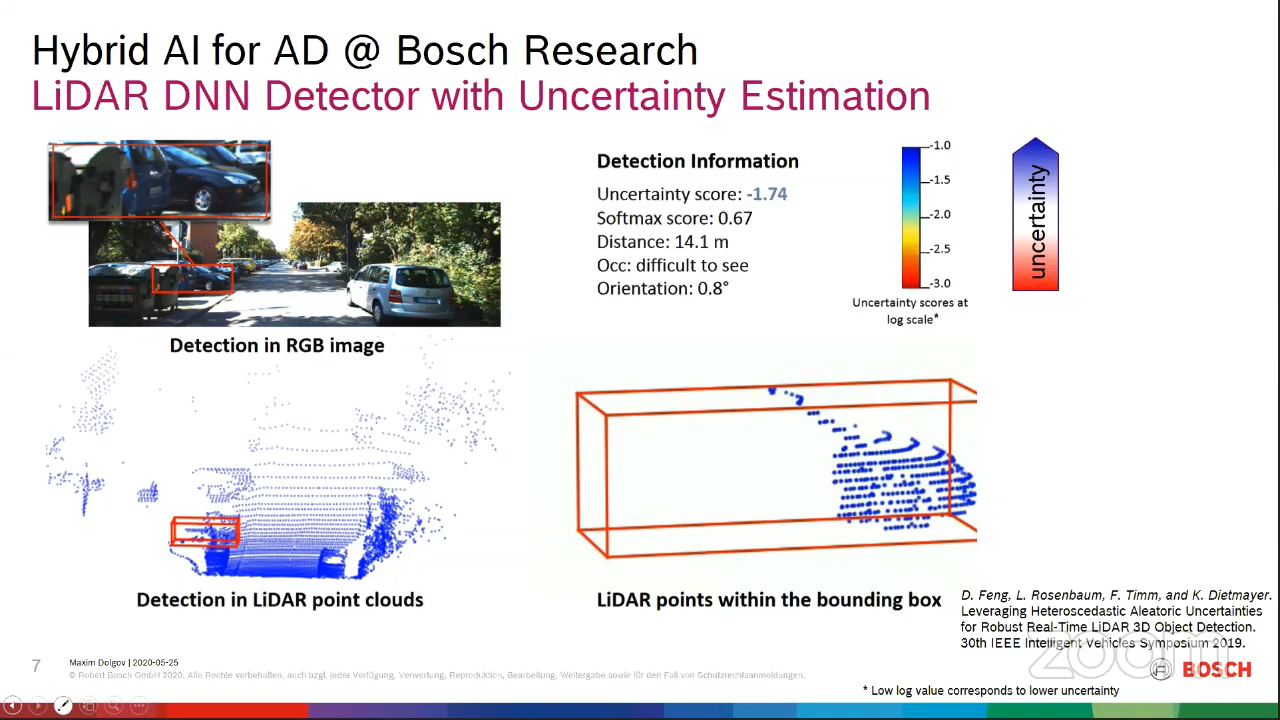 Hybrid AI for AD @ Bosch Research
LiDAR DNN Detector with Uncertainty Estimation
Detection Information
Uncertainty score: -1.74
Softmax score: 0.67
Distance: 14.1 m
Occ: difficult to see
Orientation: 0.8°
-1.0
-1.5
-2.0
-2.5
-3.0
Uncertainty scores at
log scale*
uncertainty
Detection in RGB image
Detection in LiDAR point clouds
LiDAR points within the bounding box
D. Feng, L. Rosenbaum, F. Timm, and K. Dietmayer.
Leveraging Heteroscedastic Aleatoric Uncertainties
for Robust Real-Time LiDAR 3D Object Detection.
30th IEEE Intelligent Vehicles Symposium 2019.
zoom
BOSCH
7
Maxim Dolgov | 2020-05-25
© Robert Bosch GmbH 2020. Alle Rechte vorbehalten, auch bzgl. jeder Verfügung, Verwertung, Reproduktion, Bearbeitung, Weitergabe sowie für den Fall von Schutzrechtsanmeldungen.
* Low log value corresponds to lower uncertainty